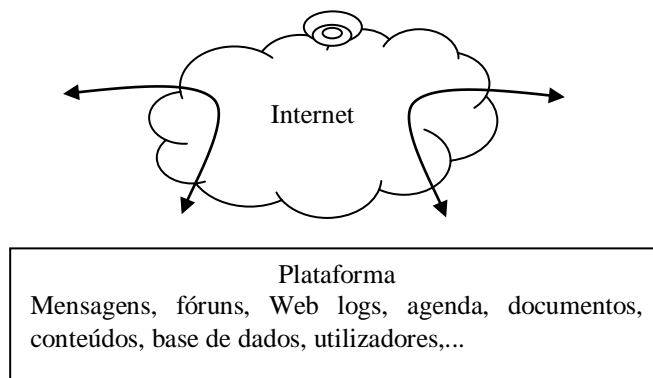 Internet
Plataforma
Mensagens, fóruns, Web logs, agenda, documentos,
conteúdos, base de dados, utilizadores,...